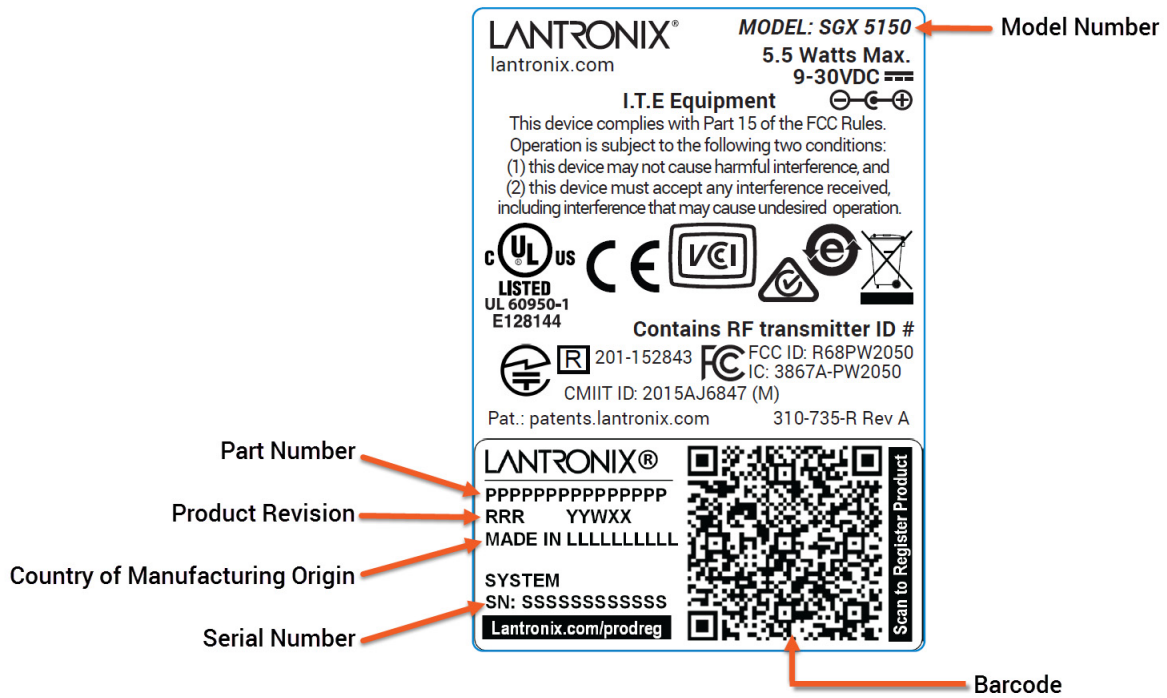 LANTRONIX®
lantronix.com
MODEL: SGX 5150
Model Number
5.5 Watts Max.
9-30VDC
I.T.E Equipment
This device complies with Part 15 of the FCC Rules.
Operation is subject to the following two conditions:
(1) this device may not cause harmful interference, and
(2) this device must accept any interference received,
including interference that may cause undesired operation.
C UL® US
LISTED
UL 60950-1
E128144
CE
VCI
e
Contains RF transmitter ID #
R 201-152843
FC FCC ID: R68PW2050
IC: 3867A-PW2050
CMIIT ID: 2015AJ6847 (M)
Pat.: patents.lantronix.com 310-735-R Rev A
Part Number
Product Revision
Country of Manufacturing Origin
Serial Number
LANTRONIX®
PPPPPPPPPPPPPPP
RRR YYWXX
MADE IN LLLLLLLLLL
SYSTEM
SN: SSSSSSSSSSSS
Lantronix.com/prodreg
Scan to Register Product
Barcode